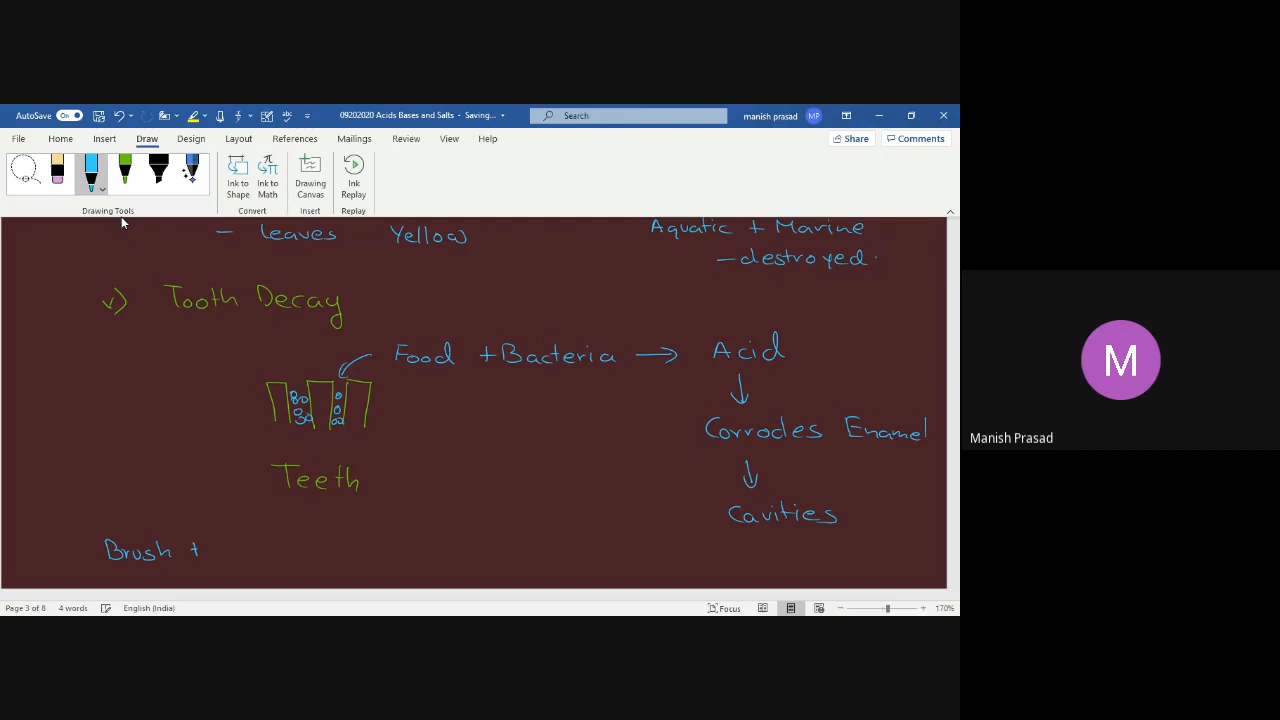 AutoSave On 09202020 Acids Bases and Salts - Saving... Search manish prasad MP
File Home Insert Draw Design Layout References Mailings Review View Help Share Comments
Ink to Shape Ink to Math Drawing Canvas Ink Replay
Drawing Tools Convert Insert Replay
- leaves Yellow Aquatic + Marine
- destroyed.
v) Tooth Decay
Food + Bacteria → Acid
↓
Corrodes Enamel
Teeth
↓
Cavities
Brush +
Page 3 of 8 4 words English (India) Focus 170%
M
Manish Prasad